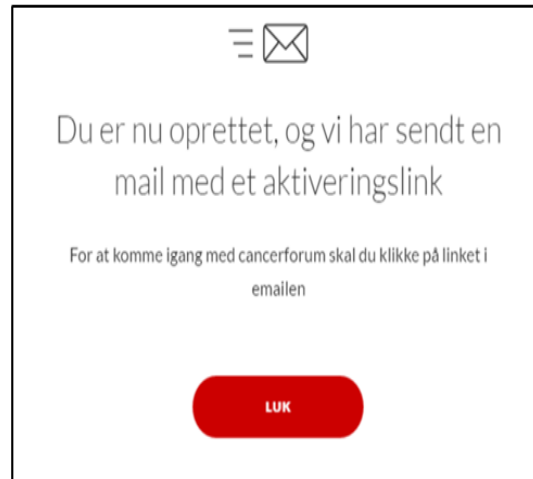 Du er nu oprettet, og vi har sendt en
mail med et aktiveringslink
For at komme igang med cancerforum skal du klikke på linket i
emailen
LUK